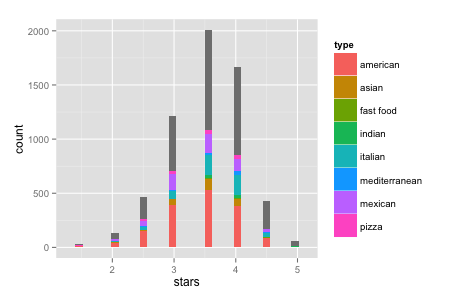 2000
1500
1000
500
0
count
2 3 4 5
stars
type
american
asian
fast food
indian
italian
mediterranean
mexican
pizza